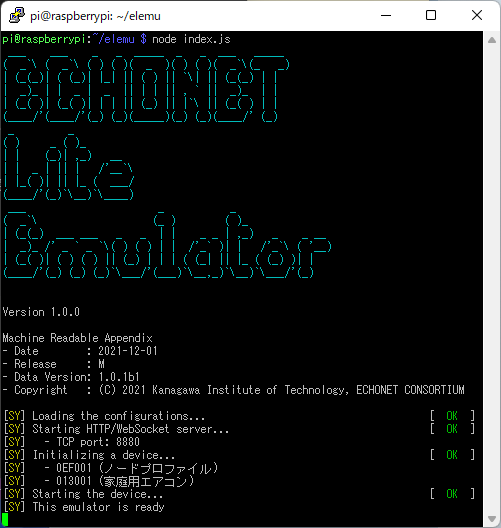 pi@raspberrypi: ~/elemu
pi@raspberrypi:~/elemu $ node index.js
ECHONET
Lite
Emulator
Version 1.0.0
Machine Readable Appendix
- Date : 2021-12-01
- Release : M
- Data Version: 1.0.1b1
- Copyright : (C) 2021 Kanagawa Institute of Technology, ECHONET CONSORTIUM
[SY] Loading the configurations... [ OK ]
[SY] Starting HTTP/WebSocket server... [ OK ]
[SY] - TCP port: 8880
[SY] Initializing a device... [ OK ]
[SY] - 0EF001 (ノードプロファイル)
[SY] - 013001 (家庭用エアコン)
[SY] Starting the device... [ OK ]
[SY] This emulator is ready